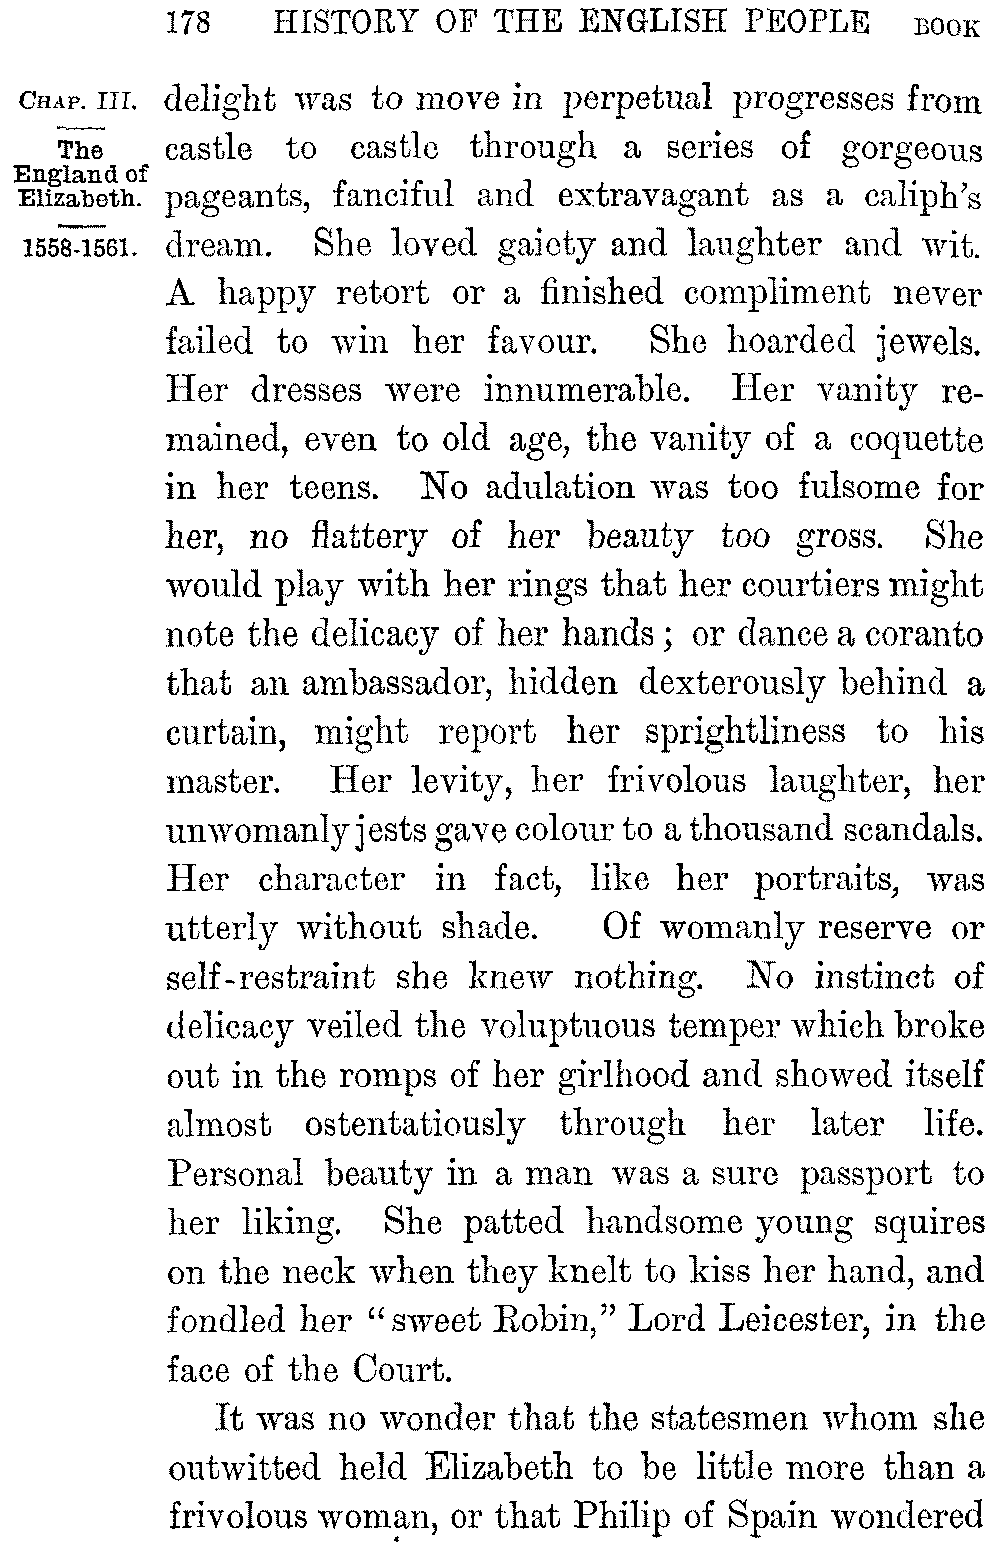 178 HISTORY OF THE ENGLISH PEOPLE BOOK
CHAP. III.
The
England of
Elizabeth.
1558-1561.
delight was to move in perpetual progresses from
castle to castle through a series of gorgeous
pageants, fanciful and extravagant as a caliph's
dream. She loved gaiety and laughter and wit.
A happy retort or a finished compliment never
failed to win her favour. She hoarded jewels.
Her dresses were innumerable. Her vanity re-
mained, even to old age, the vanity of a coquette
in her teens. No adulation was too fulsome for
her, no flattery of her beauty too gross. She
would play with her rings that her courtiers might
note the delicacy of her hands; or dance a coranto
that an ambassador, hidden dexterously behind a
curtain, might report her sprightliness to his
master. Her levity, her frivolous laughter, her
unwomanly jests gave colour to a thousand scandals.
Her character in fact, like her portraits, was
utterly without shade. Of womanly reserve or
self-restraint she knew nothing. No instinct of
delicacy veiled the voluptuous temper which broke
out in the romps of her girlhood and showed itself
almost ostentatiously through her later life.
Personal beauty in a man was a sure passport to
her liking. She patted handsome young squires
on the neck when they knelt to kiss her hand, and
fondled her "sweet Robin," Lord Leicester, in the
face of the Court.
It was no wonder that the statesmen whom she
outwitted held Elizabeth to be little more than a
frivolous woman, or that Philip of Spain wondered